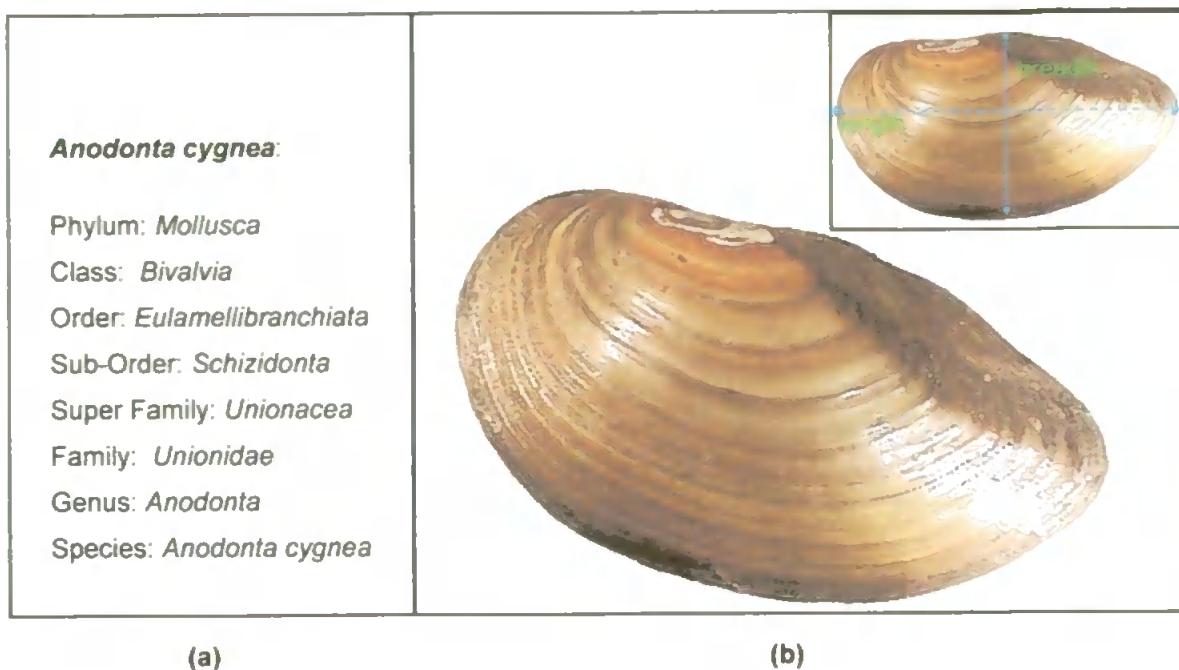 Anodonta cygnea:
Phylum: Mollusca
Class: Bivalvia
Order: Eulamellibranchiata
Sub-Order: Schizidonta
Super Family: Unionacea
Family: Unionidae
Genus: Anodonta
Species: Anodonta cygnea
(a)
(b)